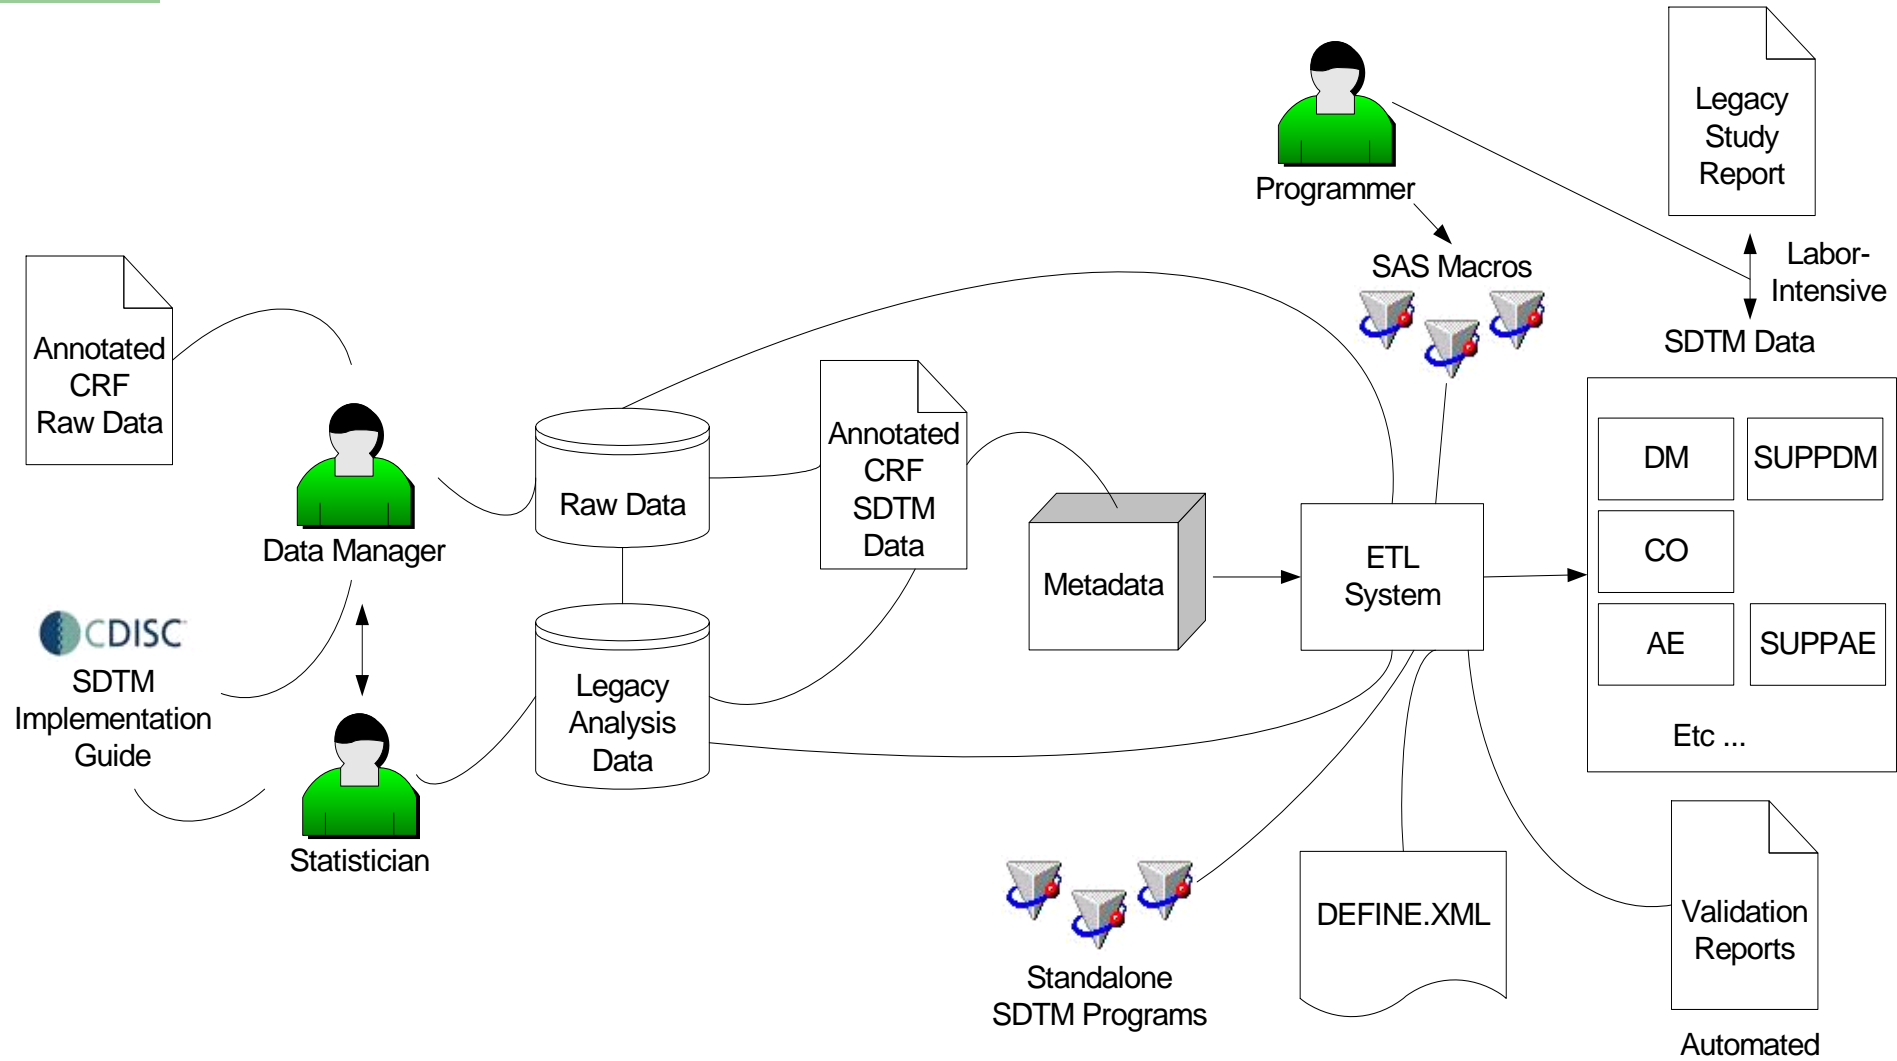 Legacy
Study
Report
Programmer
SAS Macros
Labor-
Intensive
SDTM Data
Annotated
CRF
Raw Data
Data Manager
CDISC
SDTM
Implementation
Guide
Statistician
Raw Data
Legacy
Analysis
Data
Annotated
CRF
SDTM
Data
Metadata
ETL
System
DM
SUPPDM
CO
AE
SUPPAE
Etc ...
Standalone
SDTM Programs
DEFINE.XML
Validation
Reports
Automated